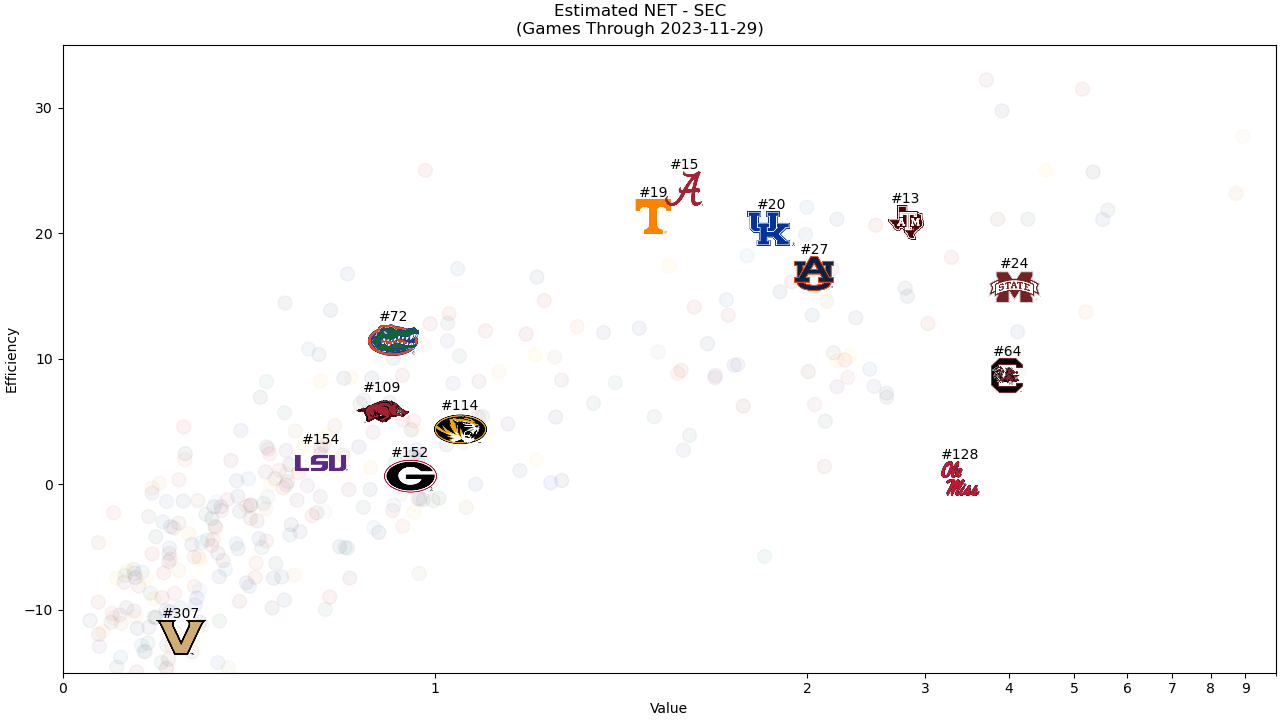 Estimated NET - SEC
(Games Through 2023-11-29)
Efficiency
30
20
10
0
−10
#15
#19
#13
#20
#27
#24
STATE
#72
#64
#109
#114
#154
LSU
#152
#128
Ole
Miss
#307
0 1 2 3 4 5 6 7 8 9
Value